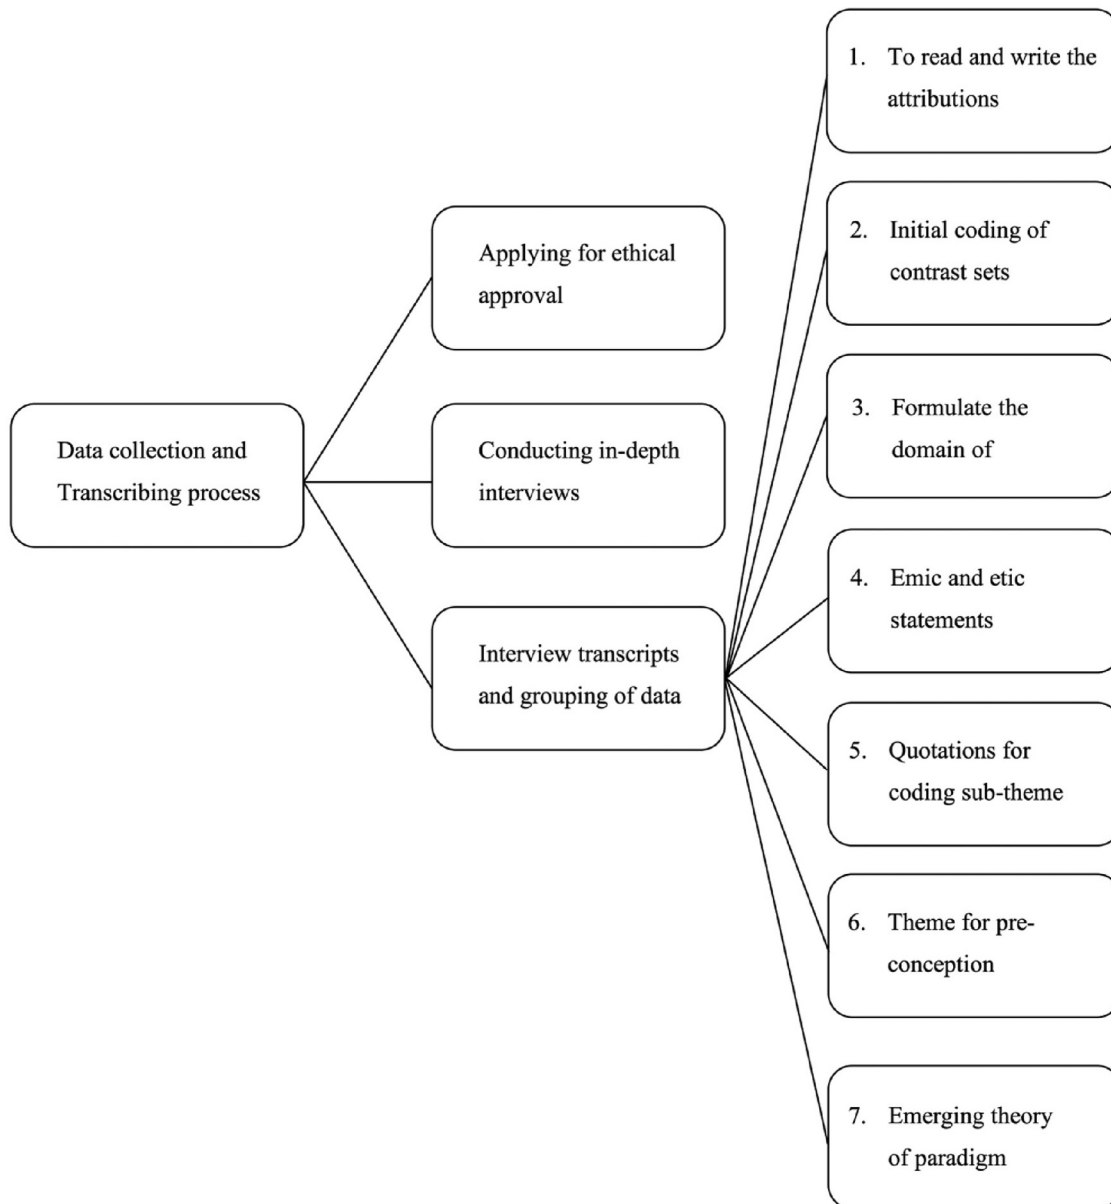 Data collection and
Transcribing process
Applying for ethical
approval
Conducting in-depth
interviews
Interview transcripts
and grouping of data
1. To read and write the
attributions
2. Initial coding of
contrast sets
3. Formulate the
domain of
4. Emic and etic
statements
5. Quotations for
coding sub-theme
6. Theme for pre-
conception
7. Emerging theory
of paradigm